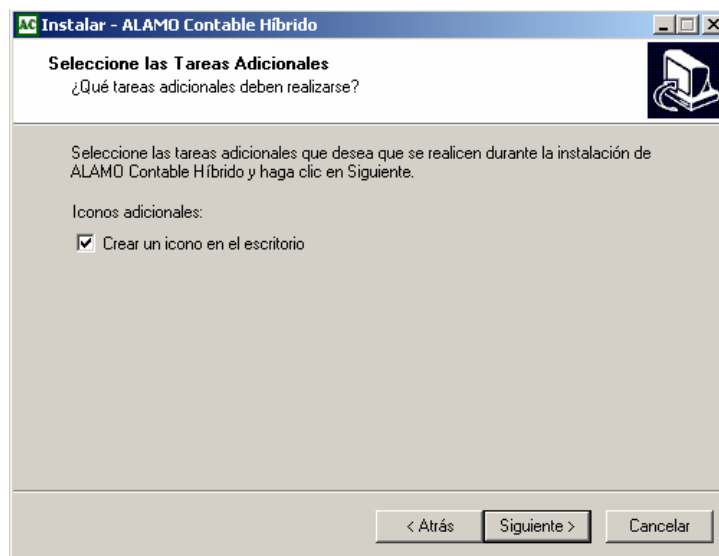 AC Instalar - ALAMO Contable Híbrido
Seleccione las Tareas Adicionales
¿Qué tareas adicionales deben realizarse?
Seleccione las tareas adicionales que desea que se realicen durante la instalación de
ALAMO Contable Híbrido y haga clic en Siguiente.
Iconos adicionales:
Crear un icono en el escritorio
< Atrás Siguiente > Cancelar